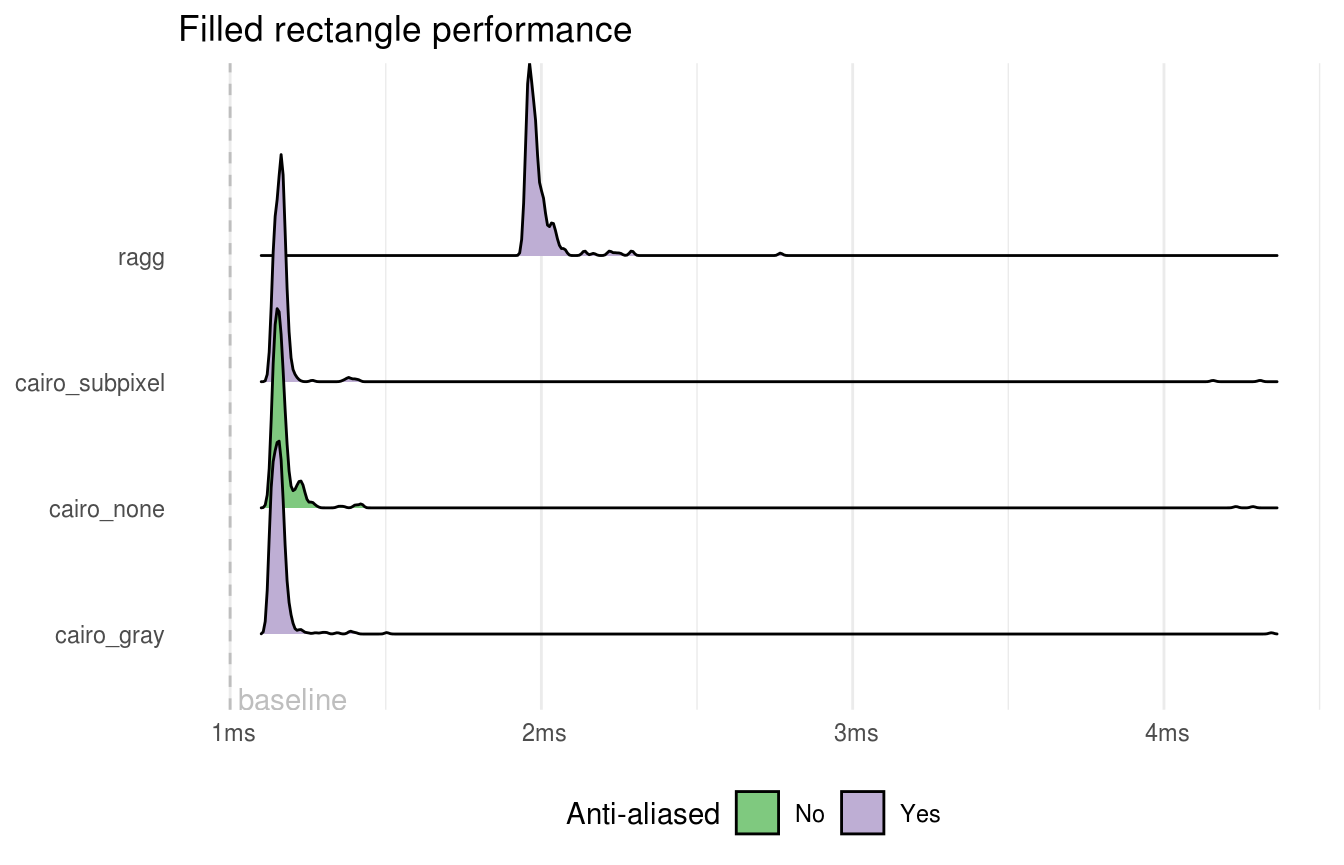 Filled rectangle performance
ragg
cairo_subpixel
cairo_none
cairo_gray
baseline
1ms 2ms 3ms 4ms
Anti-aliased No Yes